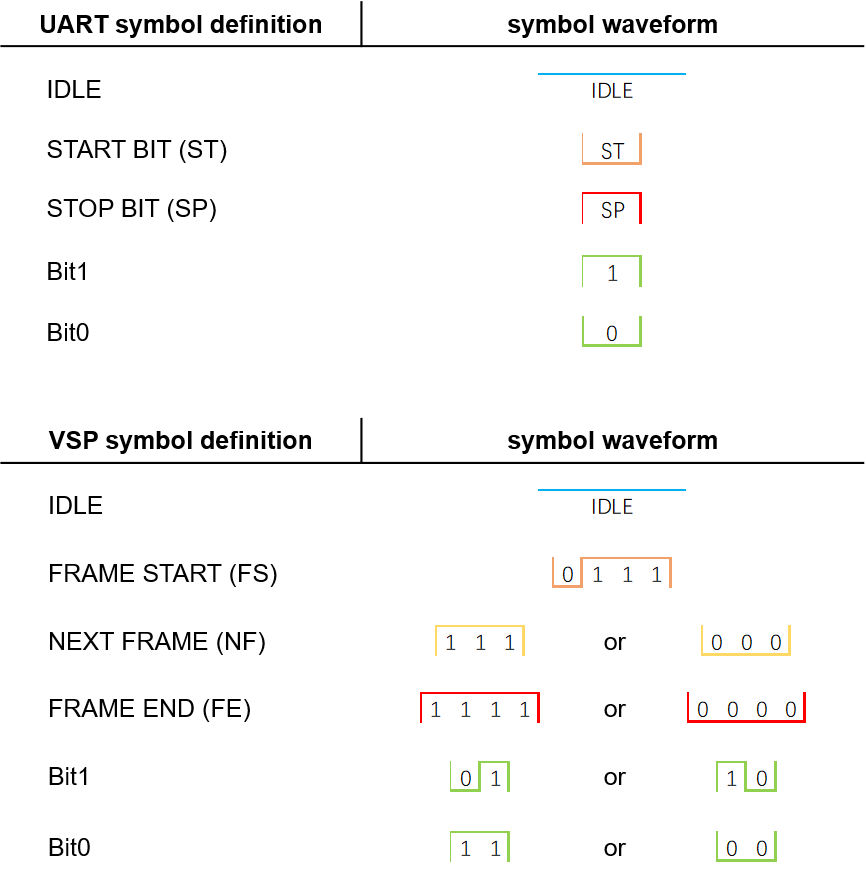 UART symbol definition symbol waveform
IDLE IDLE
START BIT (ST) ST
STOP BIT (SP) SP
Bit1 1
Bit0 0
VSP symbol definition symbol waveform
IDLE IDLE
FRAME START (FS) 0 1 1 1
NEXT FRAME (NF) 1 1 1 or 0 0 0
FRAME END (FE) 1 1 1 1 or 0 0 0 0
Bit1 0 1 or 1 0
Bit0 1 1 or 0 0